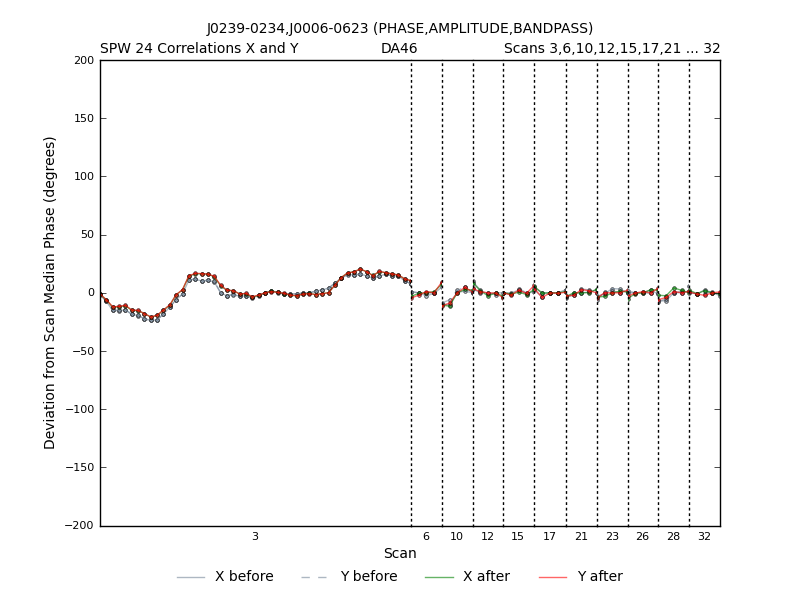 J0239-0234,J0006-0623 (PHASE,AMPLITUDE,BANDPASS)
SPW 24 Correlations X and Y DA46 Scans 3,6,10,12,15,17,21 ... 32
200
150
100
50
0
−50
−100
−150
−200
Deviation from Scan Median Phase (degrees)
3 6 10 12 15 17 21 23 26 28 32
Scan
X before Y before X after Y after